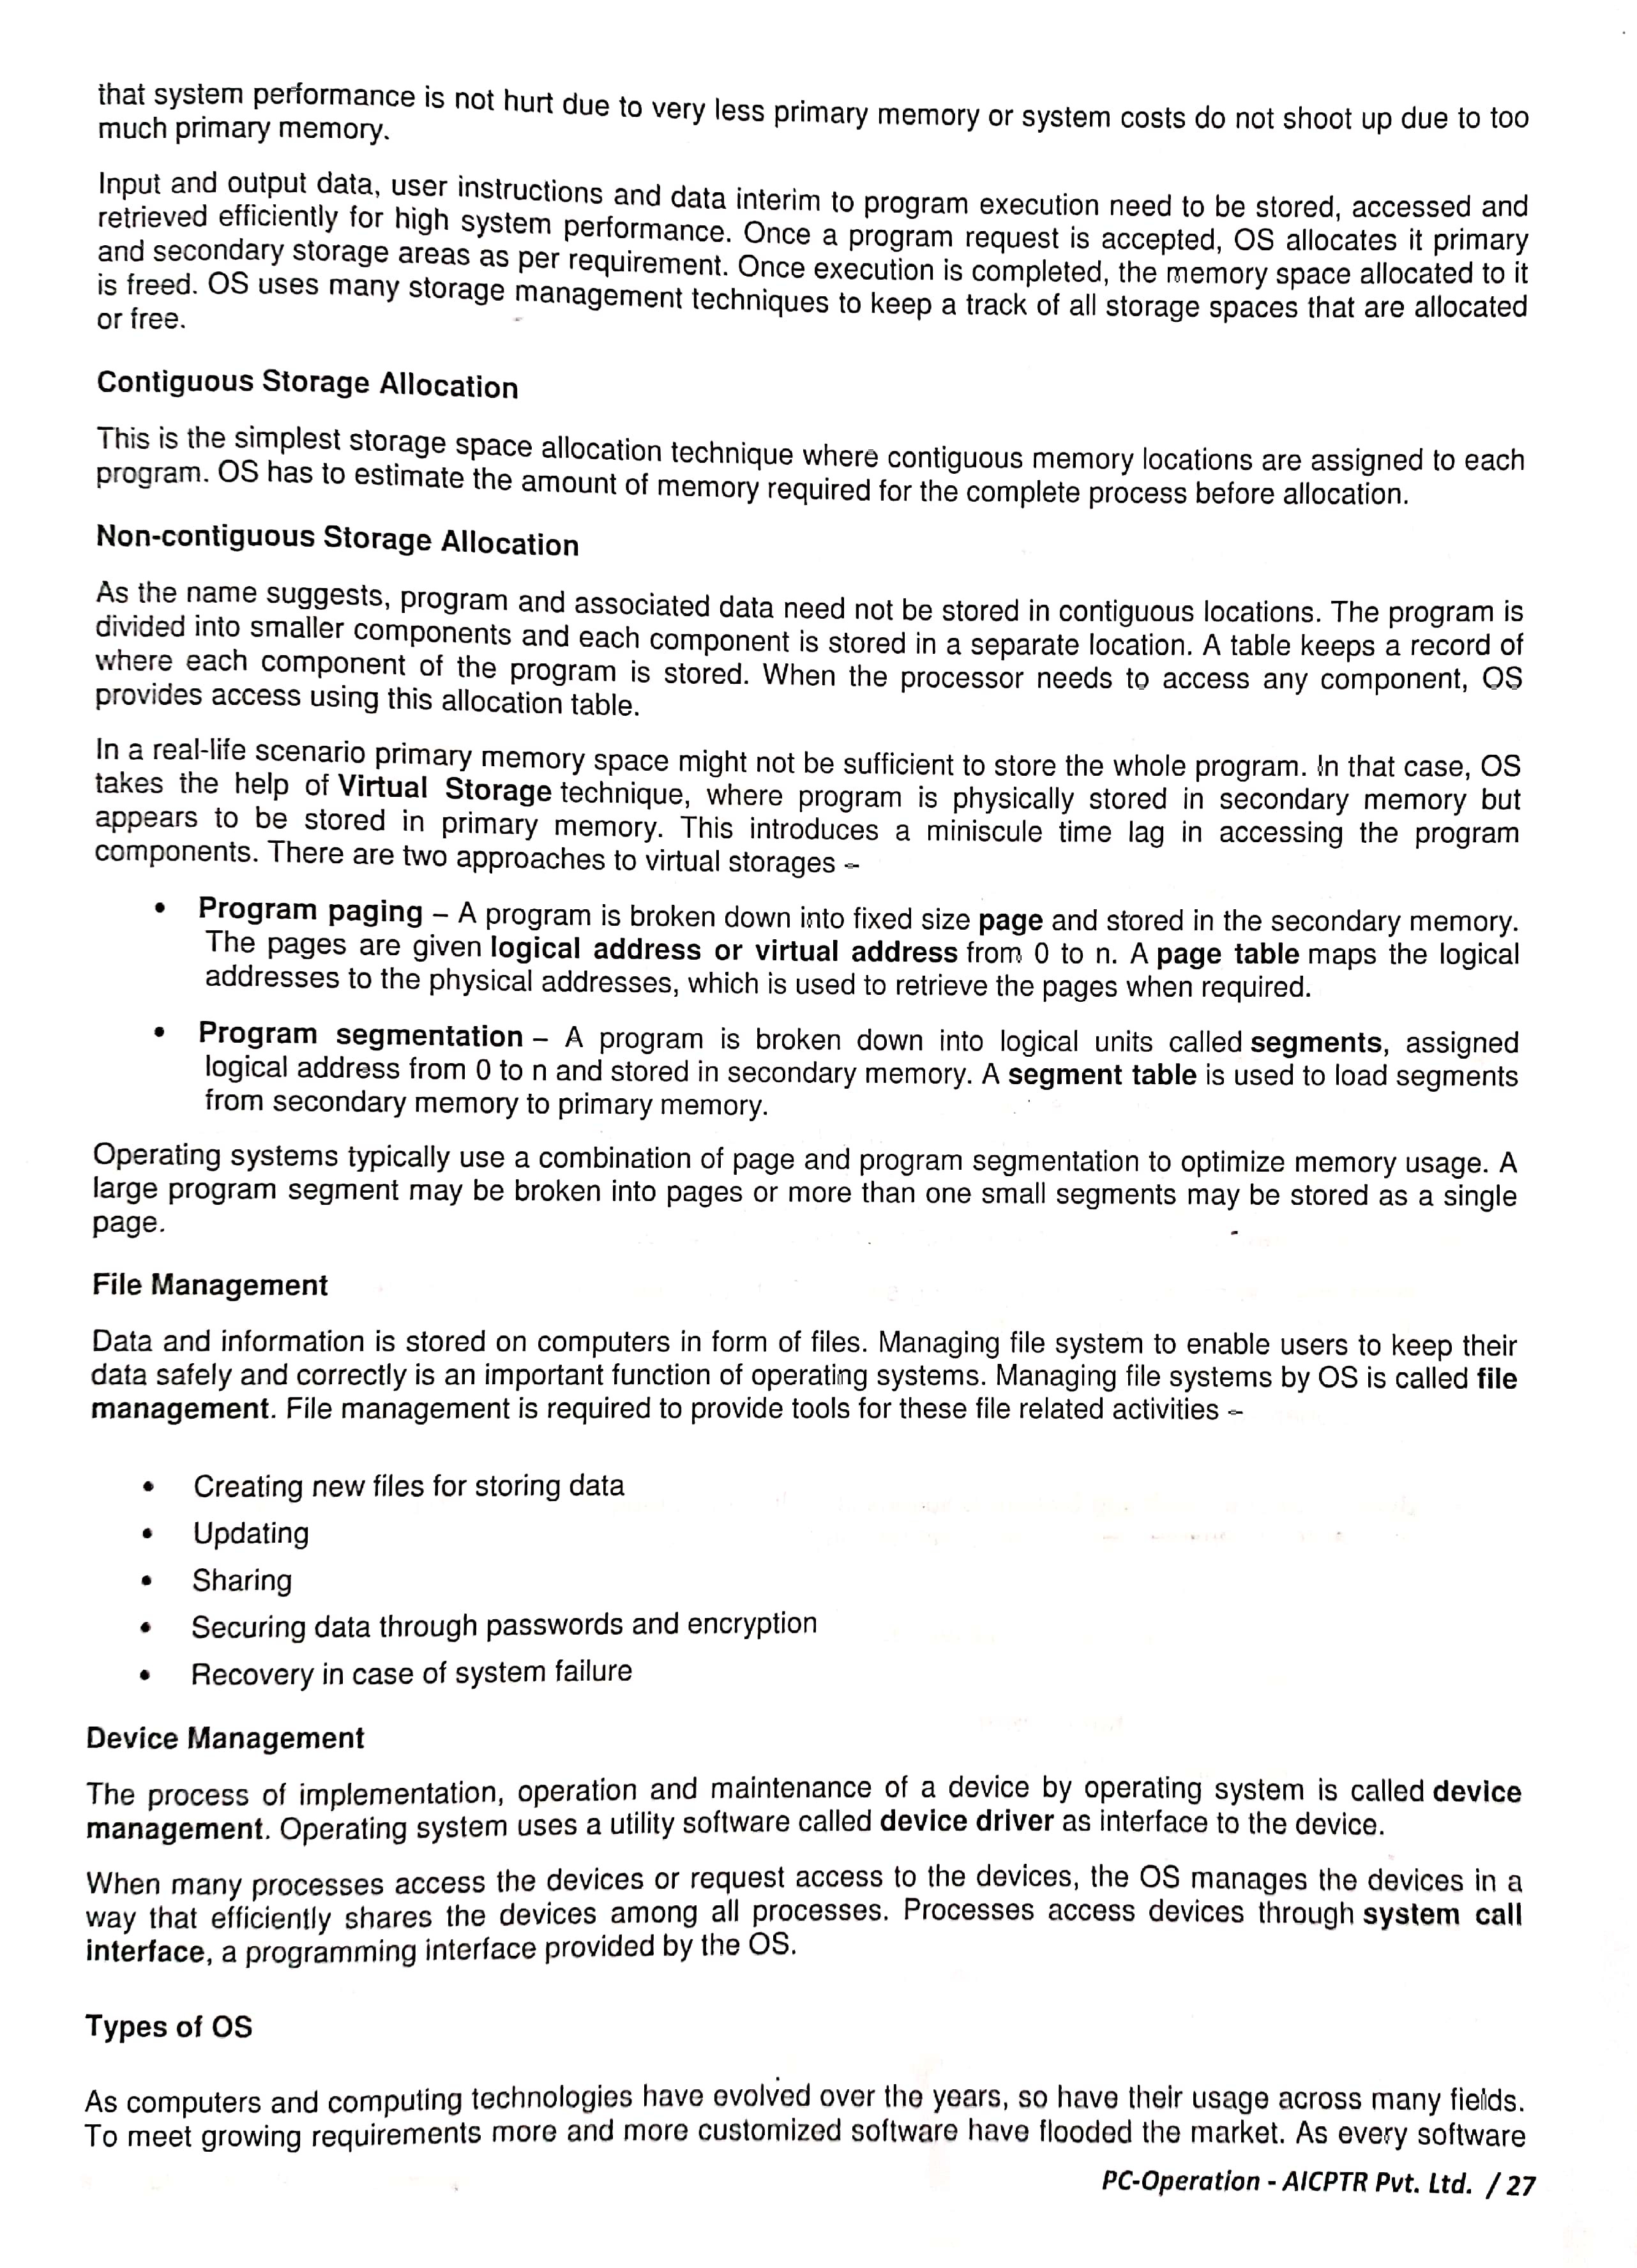 that system performance is not hurt due to very less primary memory or system costs do not shoot up due to too
much primary memory.
Input and output data, user instructions and data interim to program execution need to be stored, accessed and
retrieved efficiently for high system performance. Once a program request is accepted, OS allocates it primary
and secondary storage areas as per requirement. Once execution is completed, the memory space allocated to it
is freed. OS uses many storage management techniques to keep a track of all storage spaces that are allocated
or free.
Contiguous Storage Allocation
This is the simplest storage space allocation technique where contiguous memory locations are assigned to each
program. OS has to estimate the amount of memory required for the complete process before allocation.
Non-contiguous Storage Allocation
As the name suggests, program and associated data need not be stored in contiguous locations. The program is
divided into smaller components and each component is stored in a separate location. A table keeps a record of
where each component of the program is stored. When the processor needs to access any component, OS
provides access using this allocation table.
In a real-life scenario primary memory space might not be sufficient to store the whole program. In that case, OS
takes the help of Virtual Storage technique, where program is physically stored in secondary memory but
appears to be stored in primary memory. This introduces a miniscule time lag in accessing the program
components. There are two approaches to virtual storages –
• Program paging – A program is broken down into fixed size page and stored in the secondary memory.
The pages are given logical address or virtual address from 0 to n. A page table maps the logical
addresses to the physical addresses, which is used to retrieve the pages when required.
• Program segmentation – A program is broken down into logical units called segments, assigned
logical address from 0 to n and stored in secondary memory. A segment table is used to load segments
from secondary memory to primary memory.
Operating systems typically use a combination of page and program segmentation to optimize memory usage. A
large program segment may be broken into pages or more than one small segments may be stored as a single
page.
File Management
Data and information is stored on computers in form of files. Managing file system to enable users to keep their
data safely and correctly is an important function of operating systems. Managing file systems by OS is called file
management. File management is required to provide tools for these file related activities –
• Creating new files for storing data
• Updating
• Sharing
• Securing data through passwords and encryption
• Recovery in case of system failure
Device Management
The process of implementation, operation and maintenance of a device by operating system is called device
management. Operating system uses a utility software called device driver as interface to the device.
When many processes access the devices or request access to the devices, the OS manages the devices in a
way that efficiently shares the devices among all processes. Processes access devices through system call
interface, a programming interface provided by the OS.
Types of OS
As computers and computing technologies have evolved over the years, so have their usage across many fields.
To meet growing requirements more and more customized software have flooded the market. As every software
PC-Operation - AICPTR Pvt. Ltd. / 27